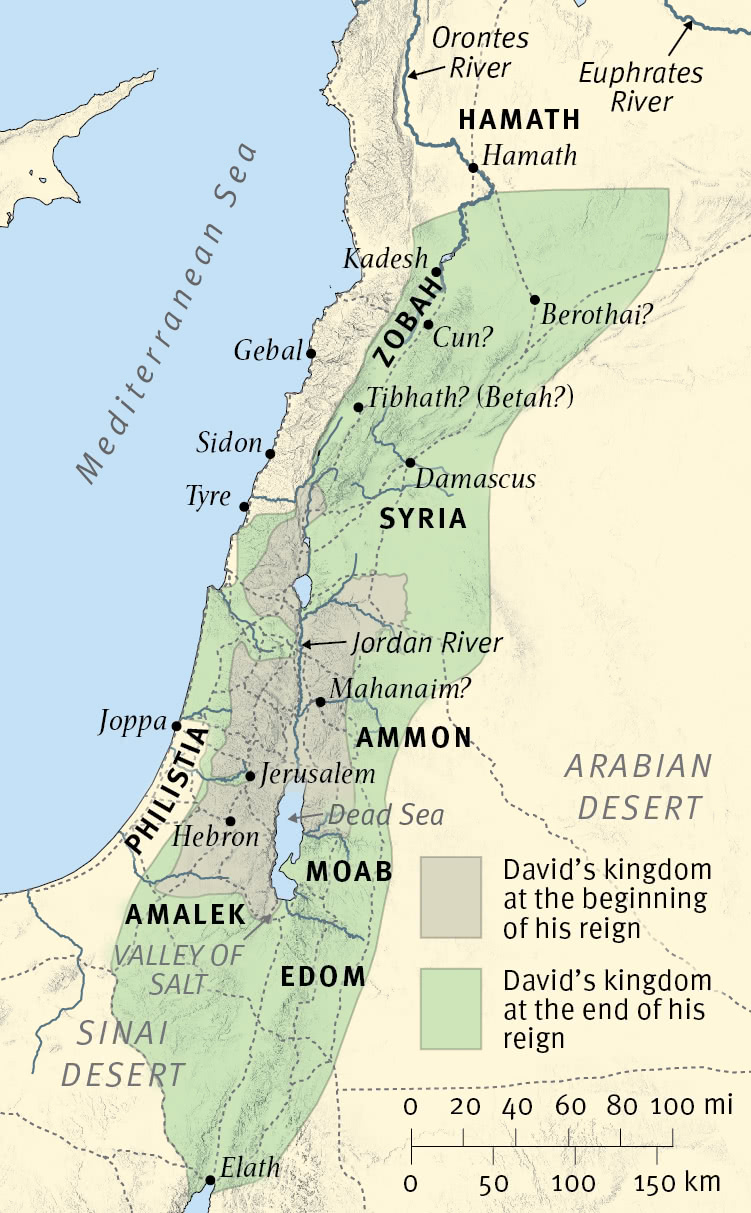 Orontes
River
Euphrates
River
HAMATH
Hamath
Mediterranean Sea
Kadesh
ZOBAH
Berothai?
Cun?
Gebal
Tibhath? (Betah?)
Sidon
Damascus
Tyre
SYRIA
Jordan River
Mahanaim?
Joppa
AMMON
PHILISTIA
ARABIAN
DESERT
Jerusalem
Dead Sea
Hebron
MOAB
David's kingdom
at the beginning
of his reign
AMALEK
VALLEY OF
SALT
EDOM
David's kingdom
at the end of his
reign
SINAI
DESERT
0 20 40 60 80 100 mi
0 50 100 150 km
Elath